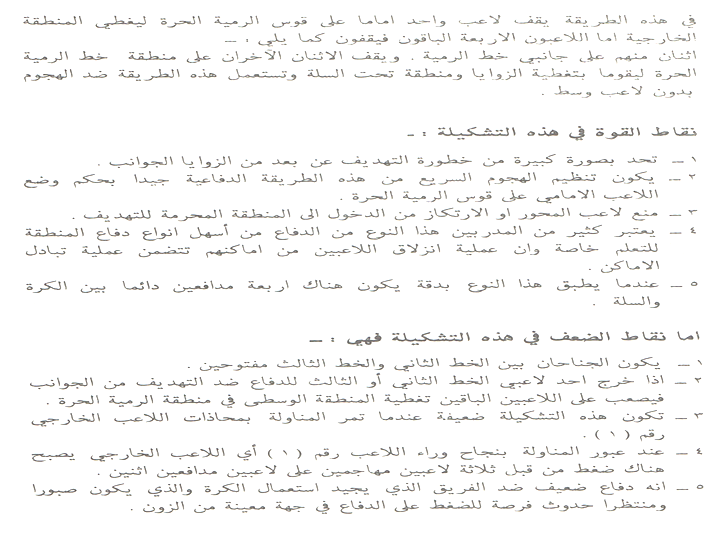 في هذه الطريقة يقف لاعب واحد اماما على قوس الرمية الحرة ليغطي المنطقة
الخارجية اما اللاعبون الاربعة الباقون فيقفون كما يلي : ــ
اثنان منهم على جانبي خط الرمية . ويقف الاثنان الآخران على منطقة خط الرمية
الحرة ليقوما بتغطية الزوايا ومنطقة تحت السلة وتستعمل هذه الطريقة ضد الهجوم
بدون لاعب وسط .
نقاط القوة في هذه التشكيلة : ـ
١ ــ تحد بصورة كبيرة من خطورة التهديف عن بعد من الزوايا الجوانب .
٢ ــ يكون تنظيم الهجوم السريع من هذه الطريقة الدفاعية جيدا بحكم وضع
اللاعب الامامي على قوس الرمية الحرة .
٣ ــ منع لاعب المحور او الارتكاز من الدخول الى المنطقة المحرمة للتهديف .
٤ ــ يعتبر كثير من المدربين هذا النوع من الدفاع من أسهل انواع دفاع المنطقة
للتعلم خاصة وان عملية انزلاق اللاعبين من اماكنهم تتضمن عملية تبادل
الاماكن .
٥ ــ عندما يطبق هذا النوع بدقة يكون هناك اربعة مدافعين دائما بين الكرة
والسلة .
اما نقاط الضعف في هذه التشكيلة فهي : ــ
١ ــ يكون الجناحان بين الخط الثاني والخط الثالث مفتوحين .
٢ ــ اذا خرج احد لاعبي الخط الثاني أو الثالث للدفاع ضد التهديف من الجوانب
فيصعب على اللاعبين الباقين تغطية المنطقة الوسطى في منطقة الرمية الحرة .
٣ ــ تكون هذه التشكيلة ضعيفة عندما تمر المناولة بمحاذات اللاعب الخارجي
رقم ( ١ ) .
٤ ــ عند عبور المناولة بنجاح وراء اللاعب رقم ( ١ ) أي اللاعب الخارجي يصبح
هناك ضغط من قبل ثلاثة لاعبين مهاجمين على لاعبين مدافعين اثنين .
٥ ــ انه دفاع ضعيف ضد الفريق الذي يجيد استعمال الكرة والذي يكون صبورا
ومنتظرا حدوث فرصة للضغط على الدفاع في جهة معينة من الزون .